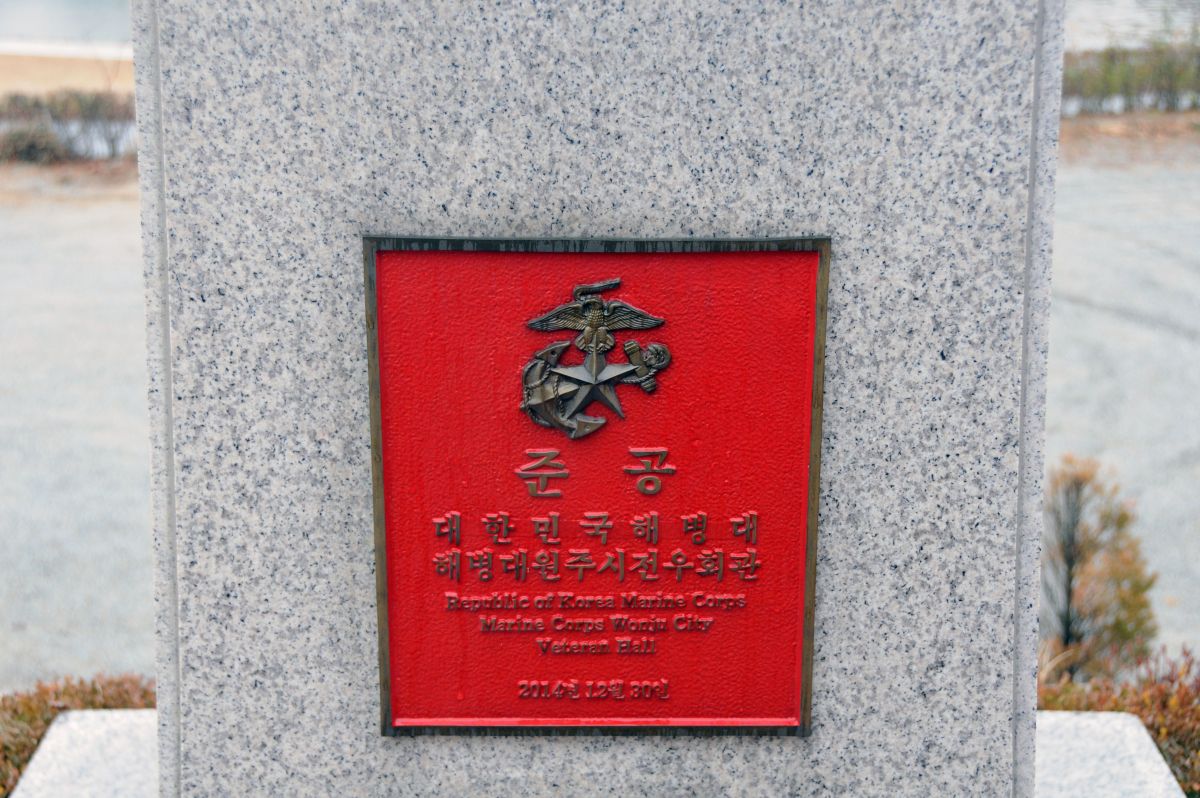 준 공
대한민국해병대
해병대원주시전우회관
Republic of Korea Marine Corps
Marine Corps Wonju City
Veteran Hall
2014년 12월 30일